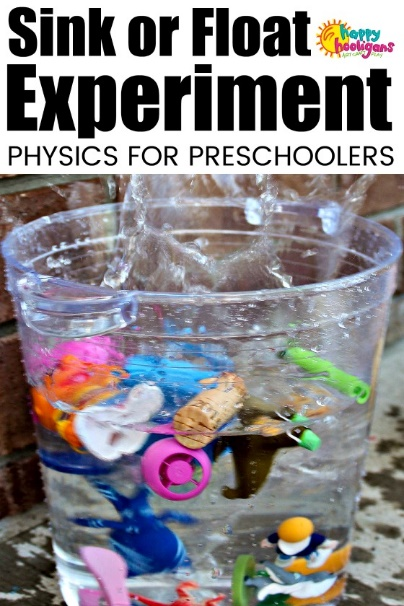 Sink or Float
happy
hooligans
Experiment
PHYSICS FOR PRESCHOOLERS